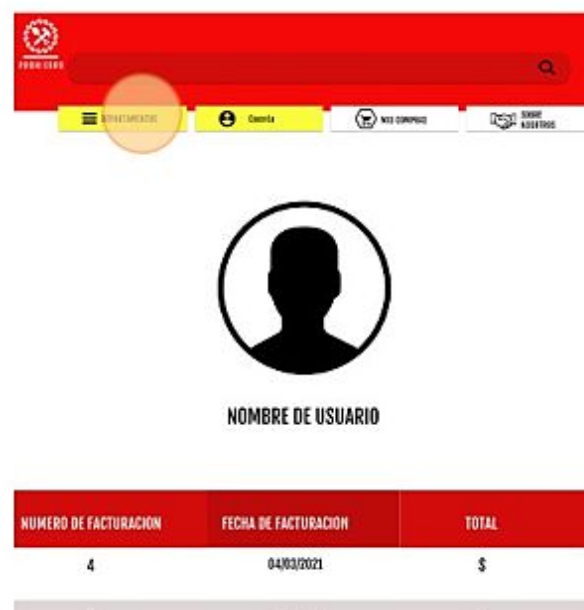 DEPARTAMENTOS
Cuenta
MIS COMPRAS
SOBRE
NOSOTROS
NOMBRE DE USUARIO
NUMERO DE FACTURACION FECHA DE FACTURACION TOTAL
4 04/03/2021 $